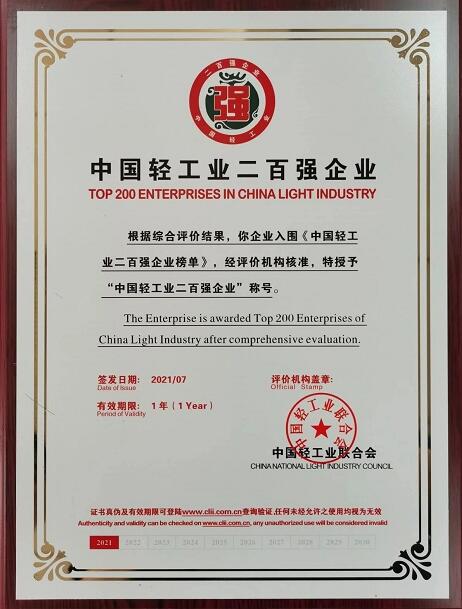 二百强企业
强
中国轻工业
中国轻工业二百强企业
TOP 200 ENTERPRISES IN CHINA LIGHT INDUSTRY
根据综合评价结果，你企业入围《中国轻工
业二百强企业榜单》，经评价机构核准，特授予
“中国轻工业二百强企业”称号。
The Enterprise is awarded Top 200 Enterprises of
China Light Industry after comprehensive evaluation.
签发日期: 2021/07 评价机构盖章:
Date of Issue Official Stamp
有效期限: 1 年 (1 Year)
Period of Validity
中国轻工业联合会
中国轻工业联合会
CHINA NATIONAL LIGHT INDUSTRY COUNCIL
证书真伪及有效期限可登陆www.clii.com.cn查询验证,任何未经允许之使用均视为无效
Authenticity and validity can be checked on www.clii.com.cn, any unauthorized use will be considered invalid
2021 2022 2023 2024 2025 2026 2027 2028 2029 2030